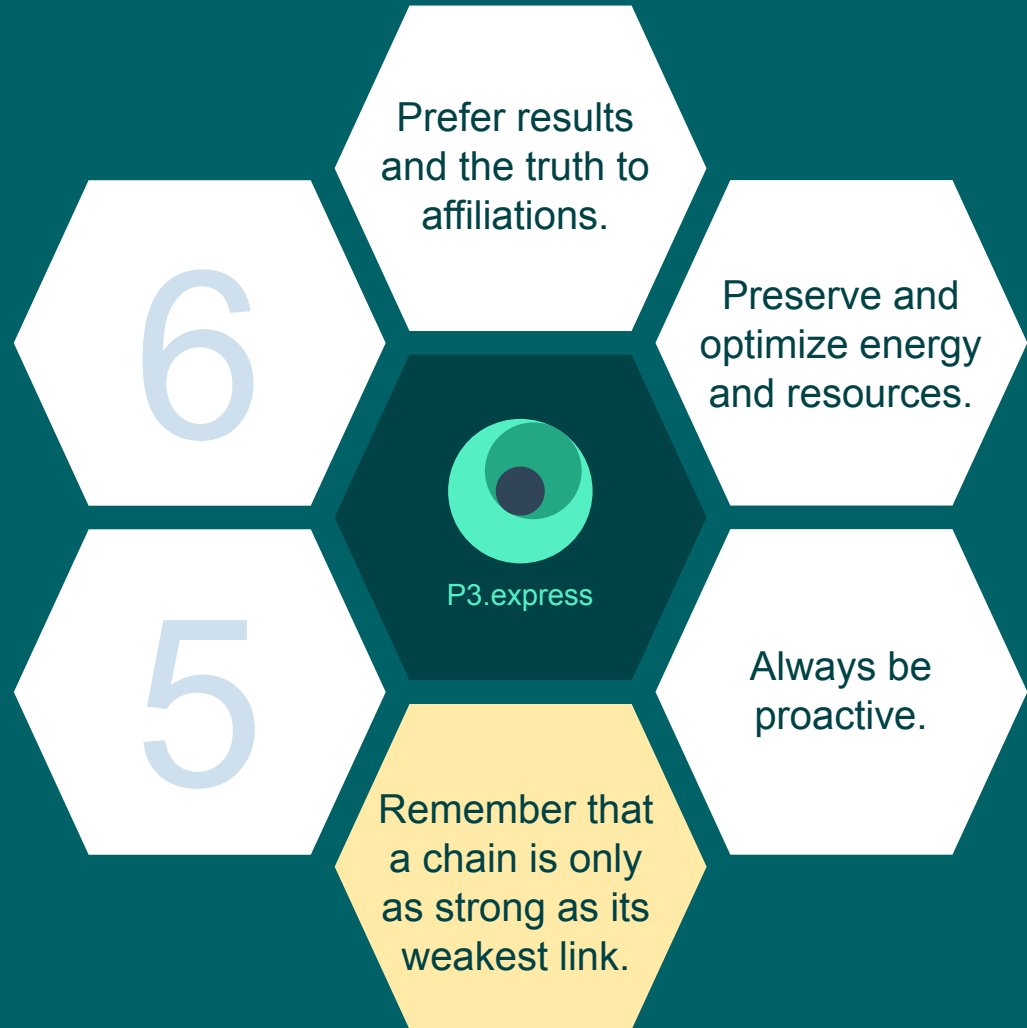 Prefer results
and the truth to
affiliations.
Preserve and
optimize energy
and resources.
Always be
proactive.
Remember that
a chain is only
as strong as its
weakest link.
5
6
P3.express